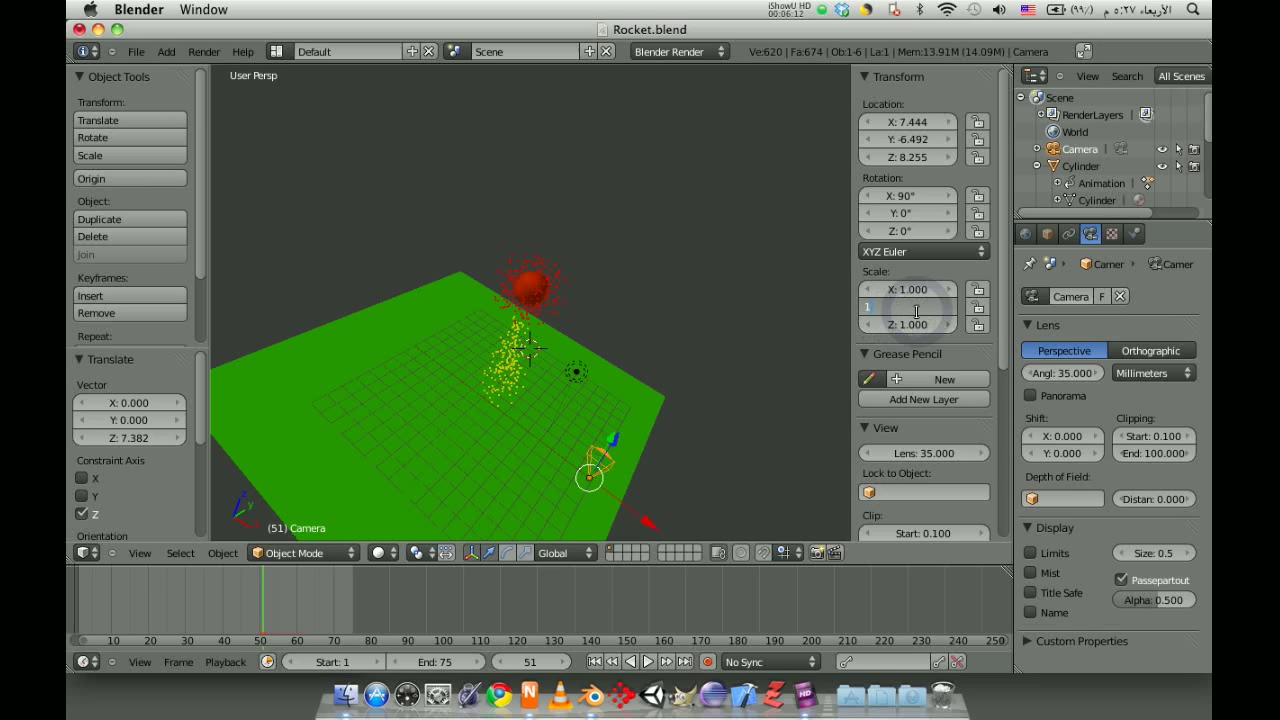 Blender Window
iShowU HD
00:06:12
(٩٩٪) الأربعاء ٥:٢٧ م
Rocket.blend
File Add Render Help Default Scene Blender Render Ve:620 | Fa:674 | Ob:1-6 | La:1 | Mem:13.91M (14.09M) | Camera
Object Tools
Transform:
Translate
Rotate
Scale
Origin
Object:
Duplicate
Delete
Join
Keyframes:
Insert
Remove
Repeat:
Translate
Vector
X: 0.000
Y: 0.000
Z: 7.382
Constraint Axis
X
Y
Z
Orientation
User Persp
(51) Camera
Transform
Location:
X: 7.444
Y: -6.492
Z: 8.255
Rotation:
X: 90°
Y: 0°
Z: 0°
XYZ Euler
Scale:
X: 1.000
1
Z: 1.000
Grease Pencil
New
Add New Layer
View
Lens: 35.000
Lock to Object:
Clip:
Start: 0.100
View Search All Scenes
Scene
RenderLayers
World
Camera
Cylinder
Animation
Cylinder
Camer Camer
Camera F
Lens
Perspective Orthographic
Angl: 35.000 Millimeters
Panorama
Shift: Clipping:
X: 0.000 Start: 0.100
Y: 0.000 End: 100.000
Depth of Field:
Distan: 0.000
Display
Limits Size: 0.5
Mist Passepartout
Title Safe Alpha: 0.500
Name
Custom Properties
View Select Object Object Mode Global
10 20 30 40 50 60 70 80 90 100 110 120 130 140 150 160 170 180 190 200 210 220 230 240 250
View Frame Playback Start: 1 End: 75 51 No Sync